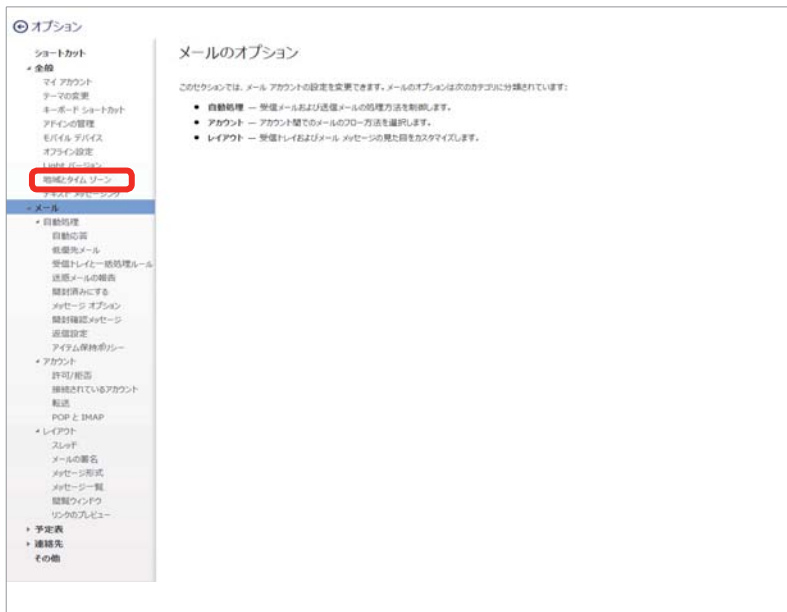 オプション
ショートカット
全般
マイ アカウント
テーマの変更
キーボード ショートカット
アドインの管理
モバイル デバイス
オフライン設定
Light バージョン
地域とタイム ゾーン
テキスト メッセージング
メール
自動処理
自動応答
低優先メール
受信トレイと一括処理ルール
迷惑メールの報告
開封済みにする
メッセージ オプション
開封確認メッセージ
返信設定
アイテム保持ポリシー
アカウント
許可/拒否
接続されているアカウント
転送
POP と IMAP
レイアウト
スレッド
メールの署名
メッセージ形式
メッセージ一覧
閲覧ウィンドウ
リンクのプレビュー
予定表
連絡先
その他
メールのオプション
このセクションでは、メール アカウントの設定を変更できます。メールのオプションは次のカテゴリに分類されています:
• 自動処理 — 受信メールおよび送信メールの処理方法を制御します。
• アカウント — アカウント間でのメールのフロー方法を選択します。
• レイアウト — 受信トレイおよびメール メッセージの見た目をカスタマイズします。